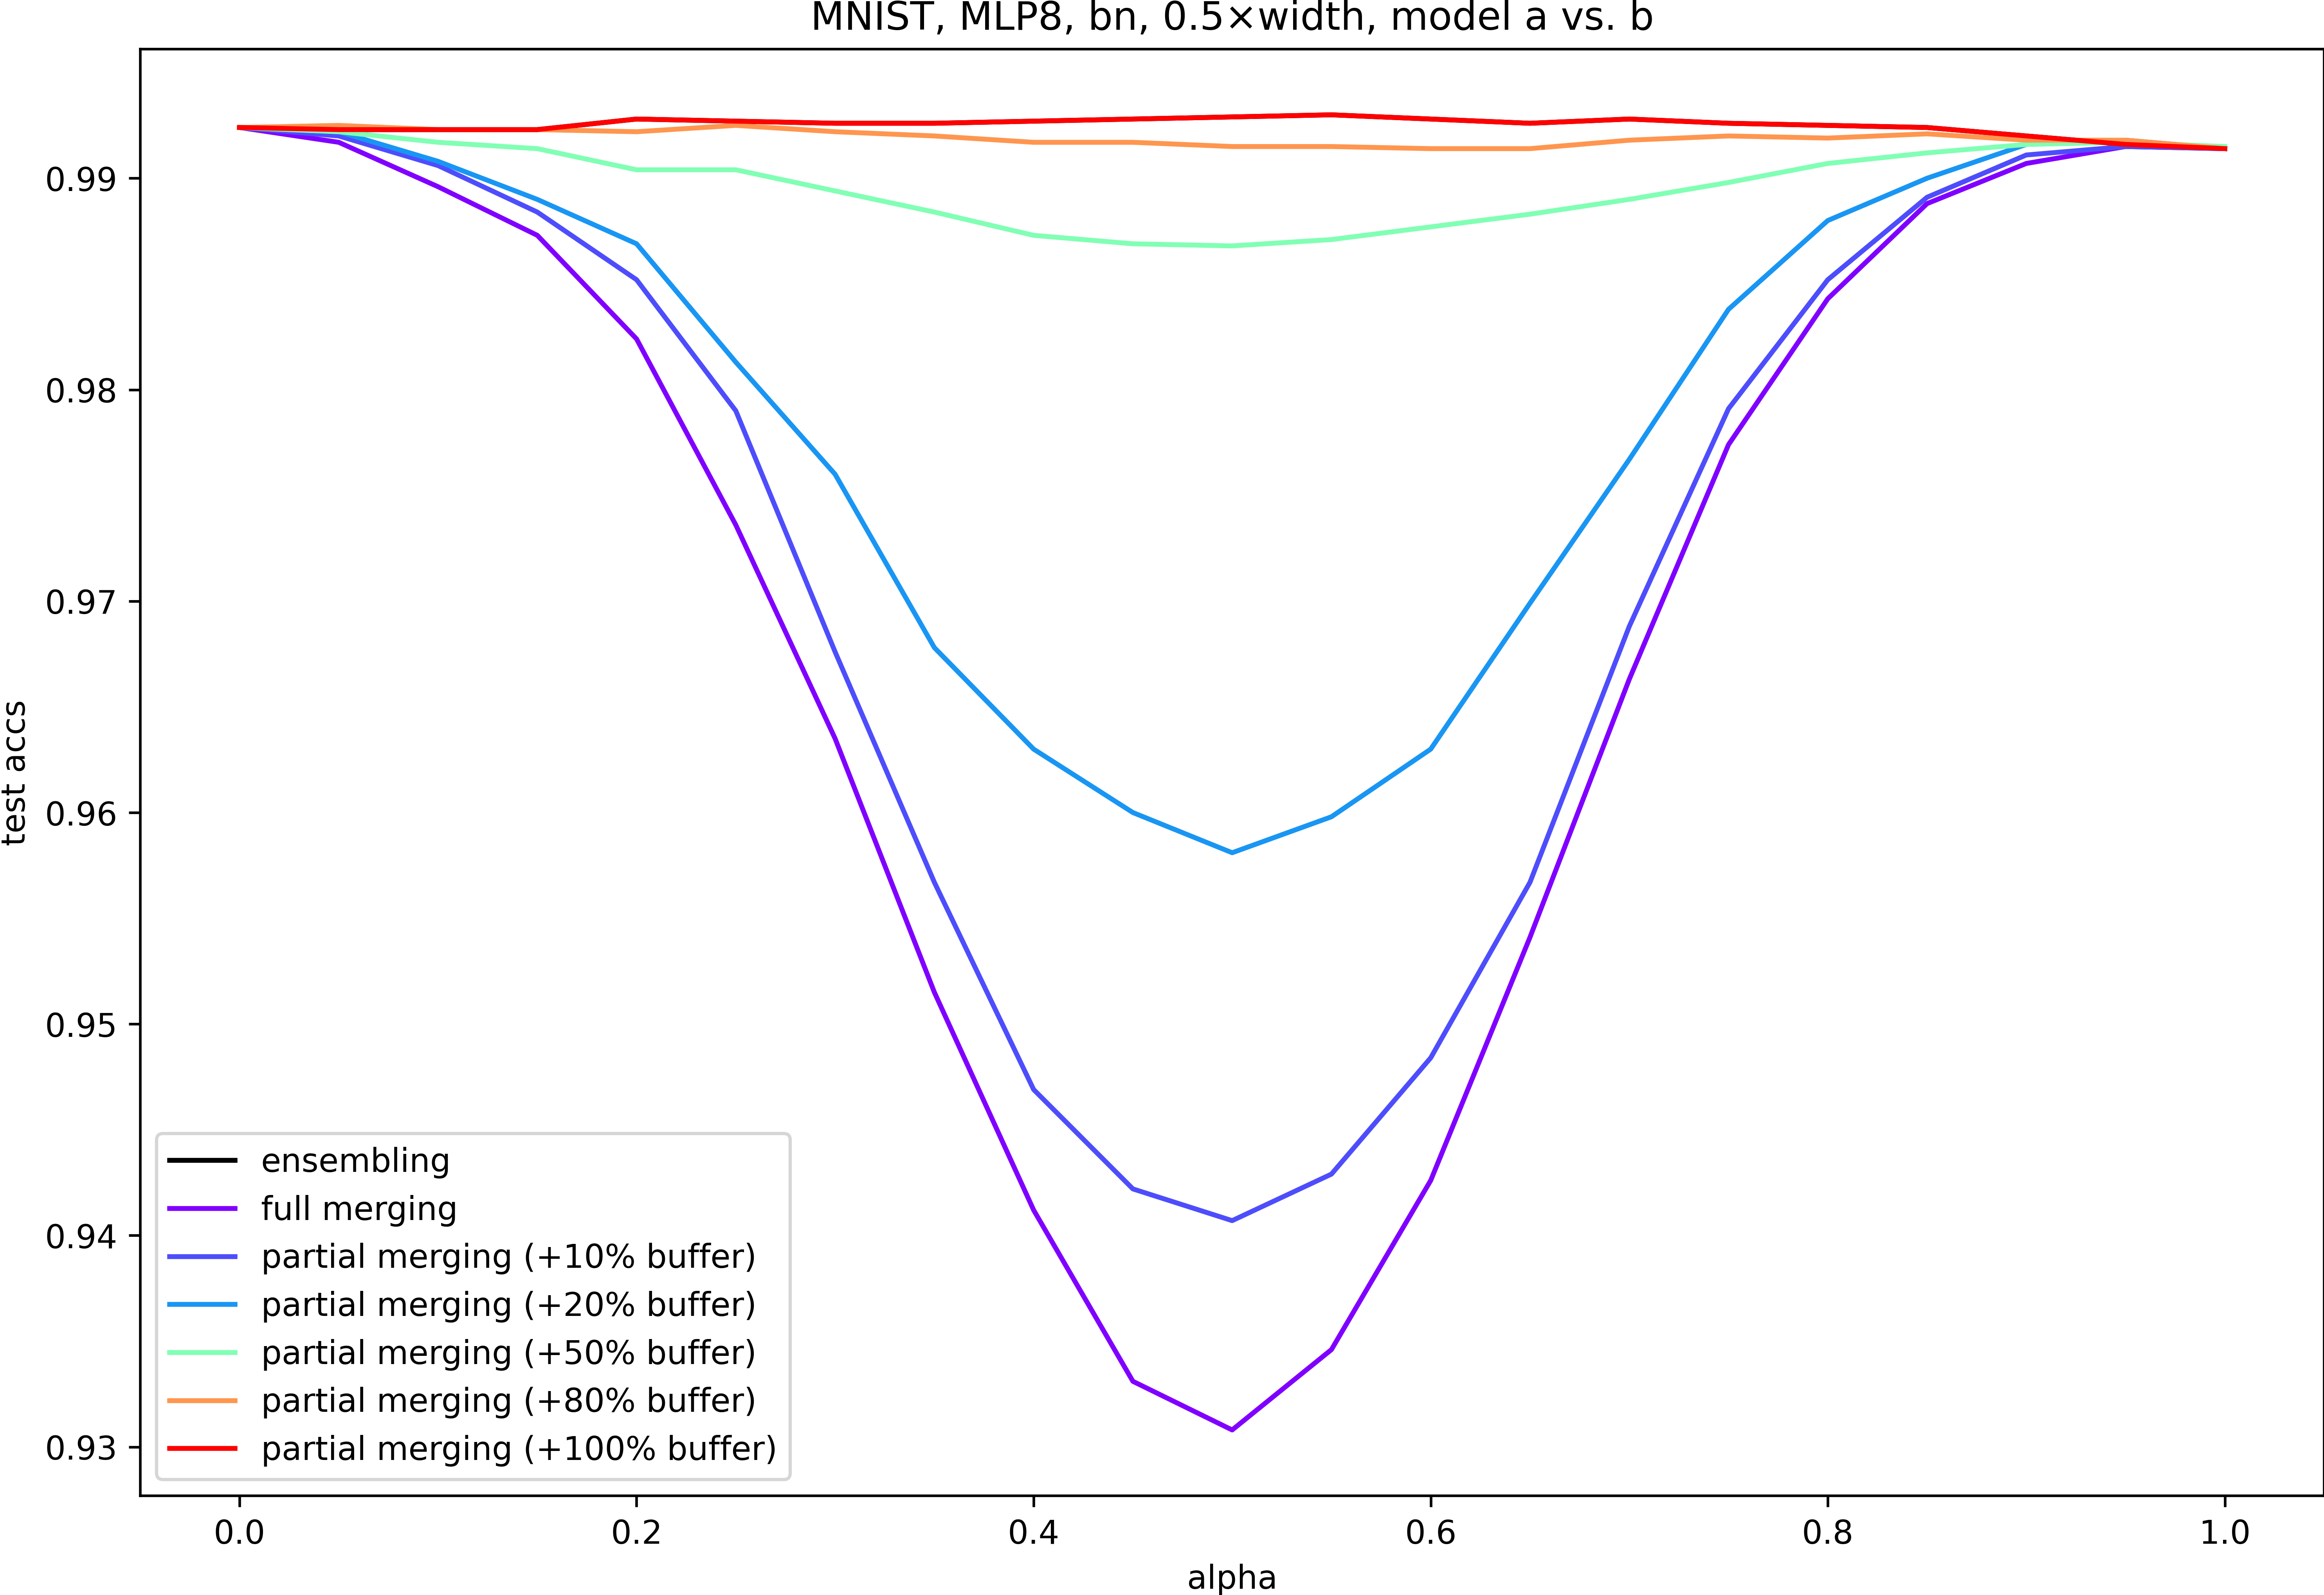 MNIST, MLP8, bn, 0.5×width, model a vs. b
test accs
0.99
0.98
0.97
0.96
0.95
0.94
0.93
ensembling
full merging
partial merging (+10% buffer)
partial merging (+20% buffer)
partial merging (+50% buffer)
partial merging (+80% buffer)
partial merging (+100% buffer)
0.0 0.2 0.4 0.6 0.8 1.0
alpha